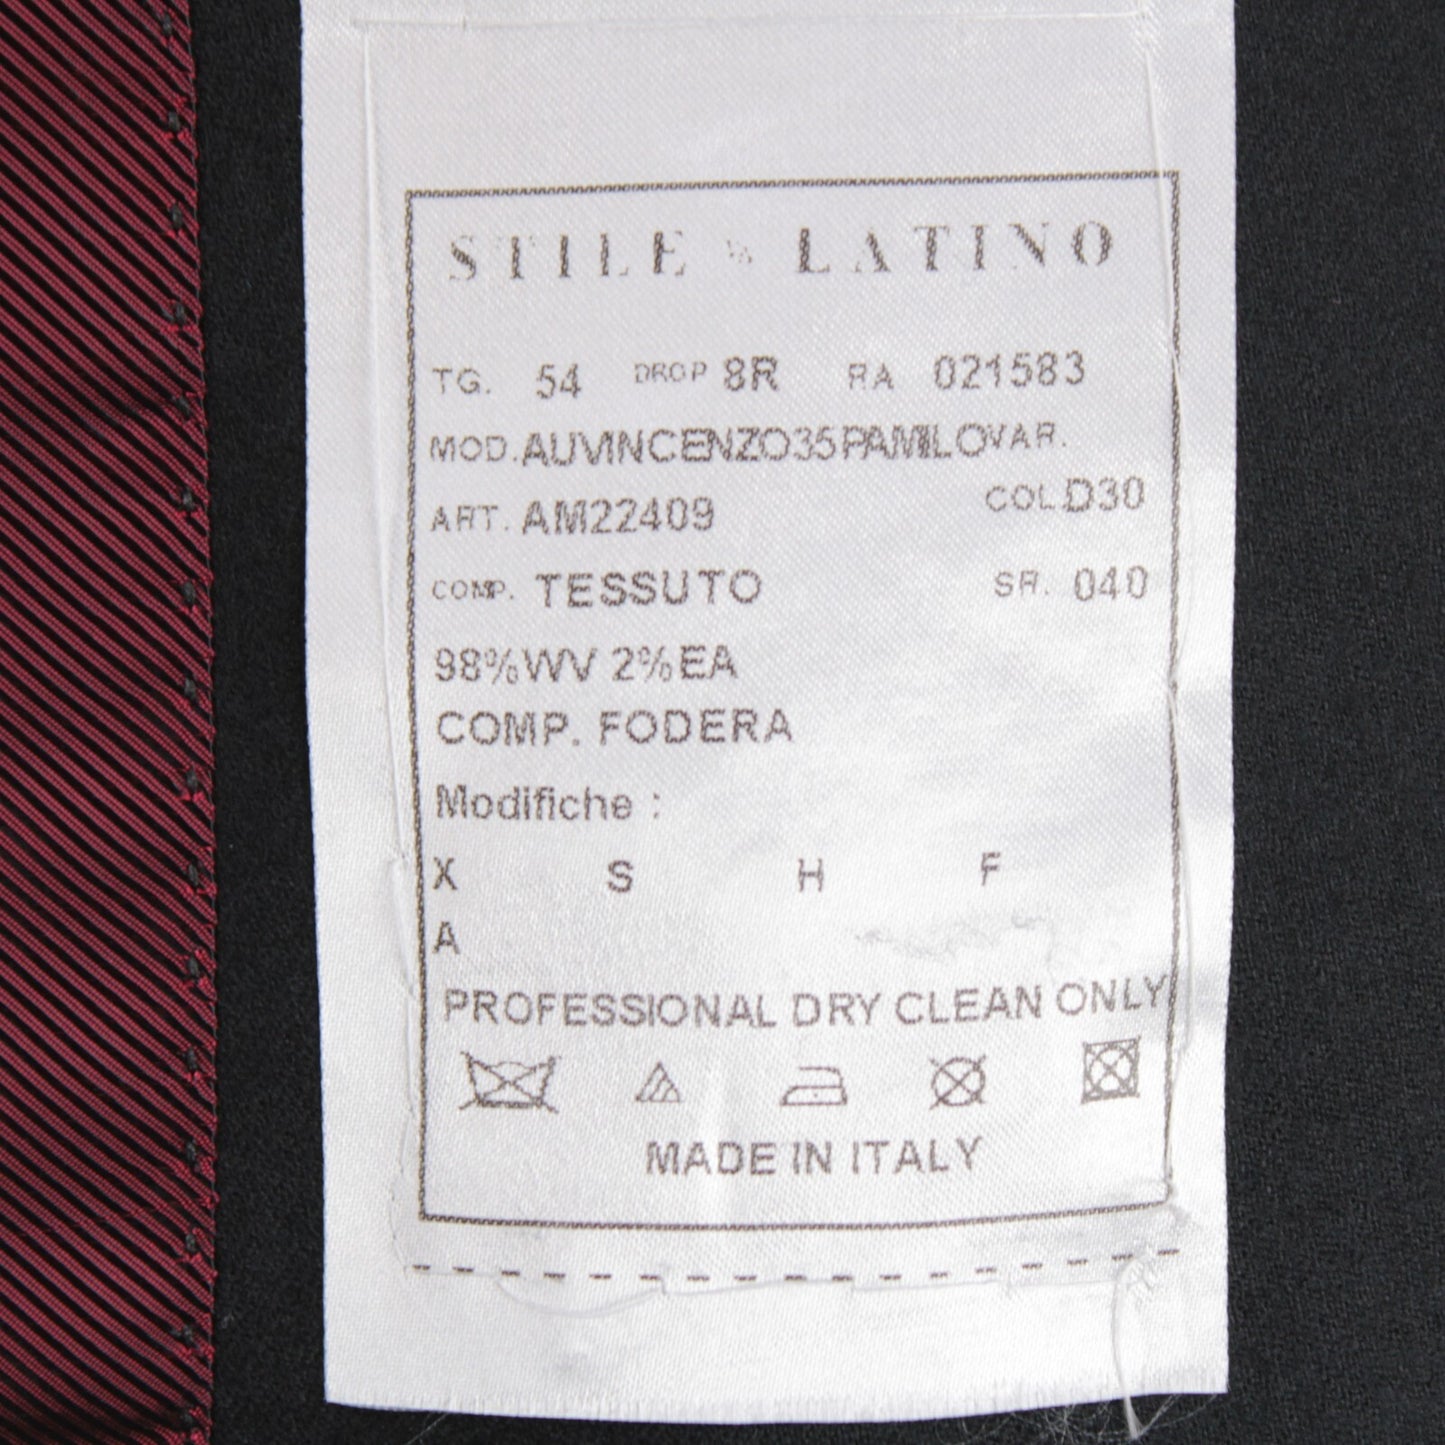 STILE LATINO
TG. 54 DROP 8R RA 021583
MOD. AUVINCENZO35PAMILO VAR.
ART. AM22409 COL D30
COMP. TESSUTO SR. 040
98%WV 2%EA
COMP. FODERA
Modifiche :
X S H F
A
PROFESSIONAL DRY CLEAN ONLY
MADE IN ITALY